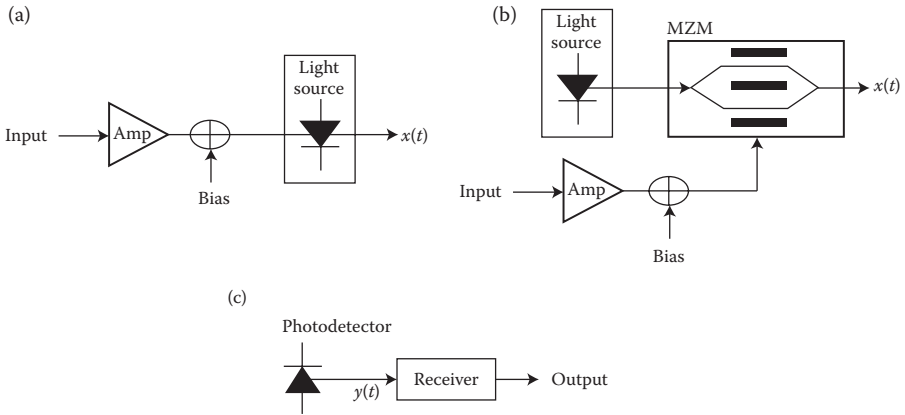 (a)
Light
source
Input
Amp
x(t)
Bias
(b)
Light
source
MZM
x(t)
Input
Amp
Bias
(c)
Photodetector
y(t)
Receiver
Output